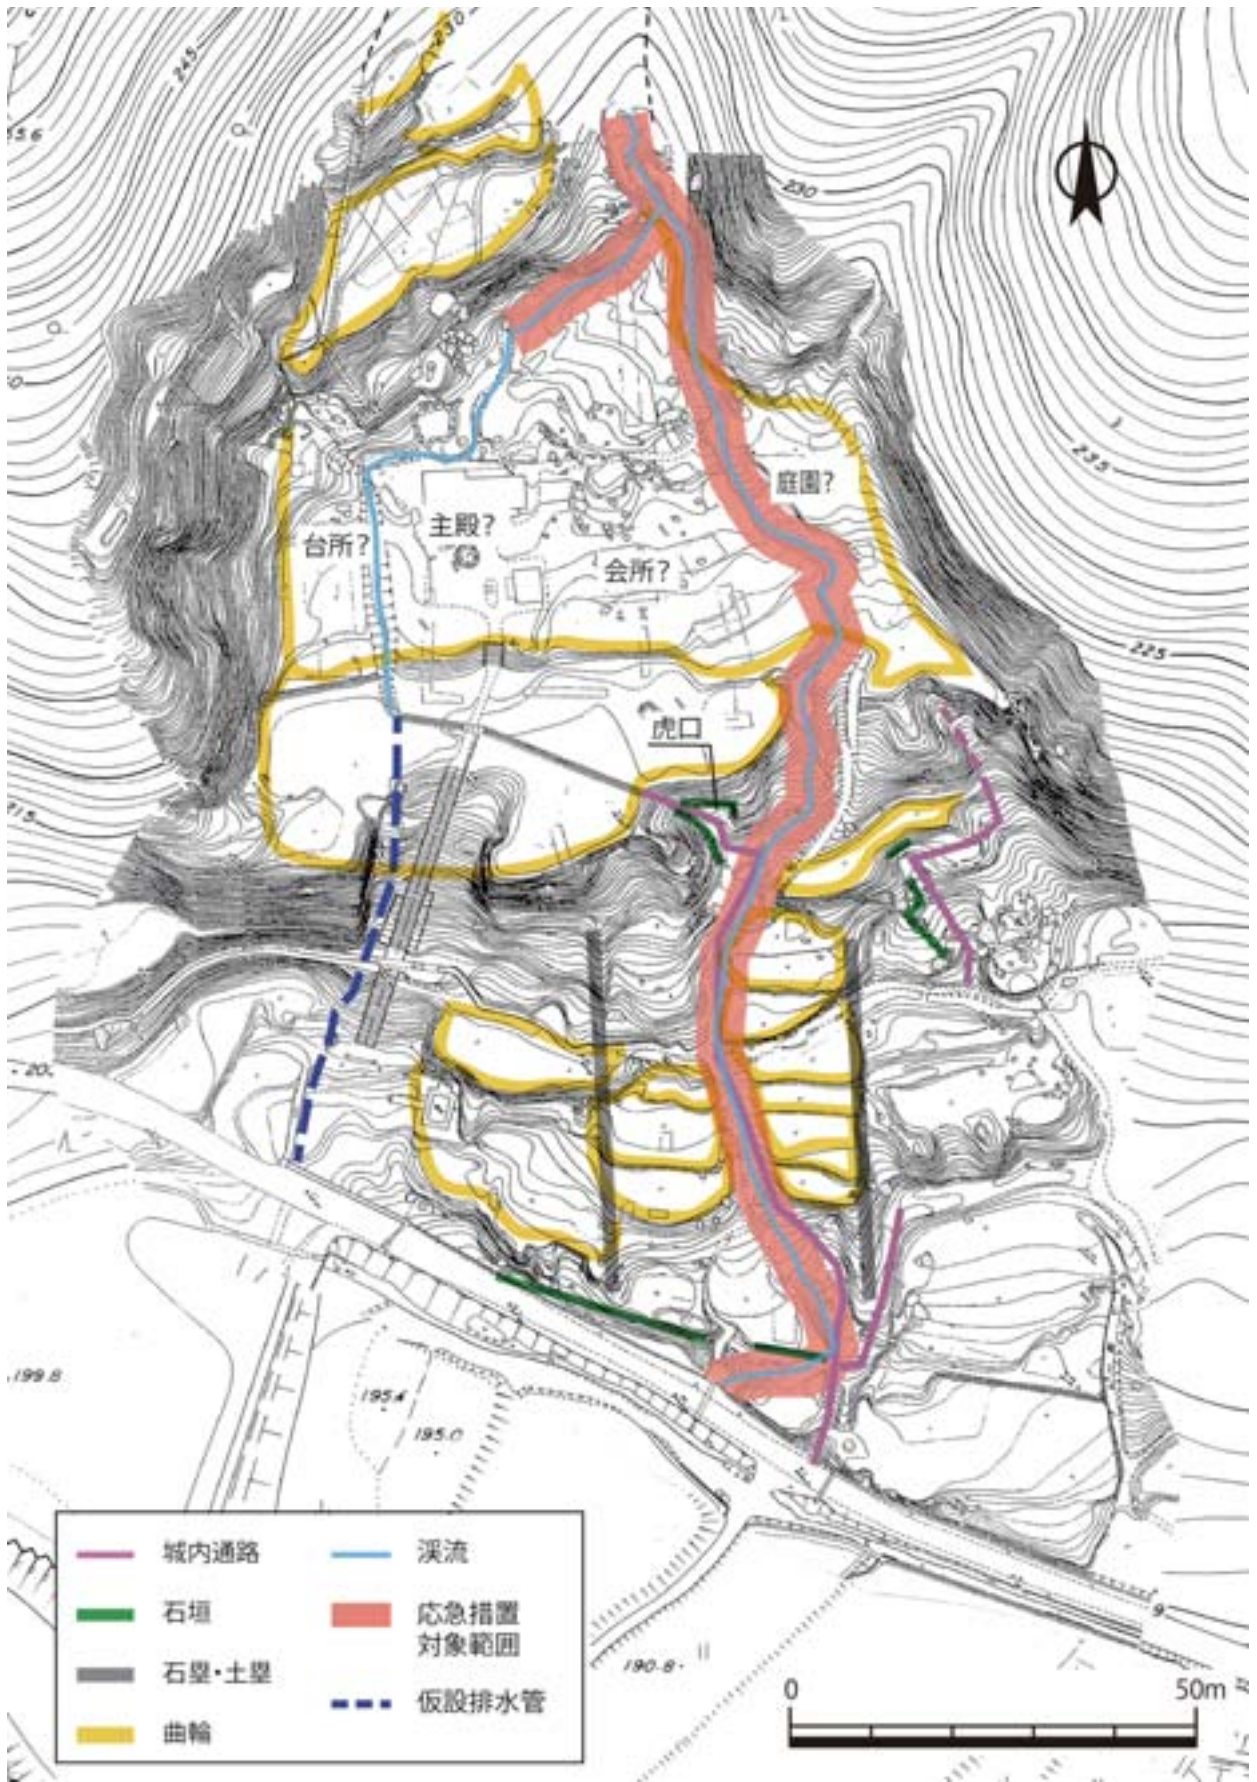 230
245
230
235
庭園?
台所?
主殿?
会所?
225
虎口
215
20
199.8
195.4
195.0
190.8
城内通路
石垣
石塁・土塁
曲輪
渓流
応急措置
対象範囲
仮設排水管
0
50m